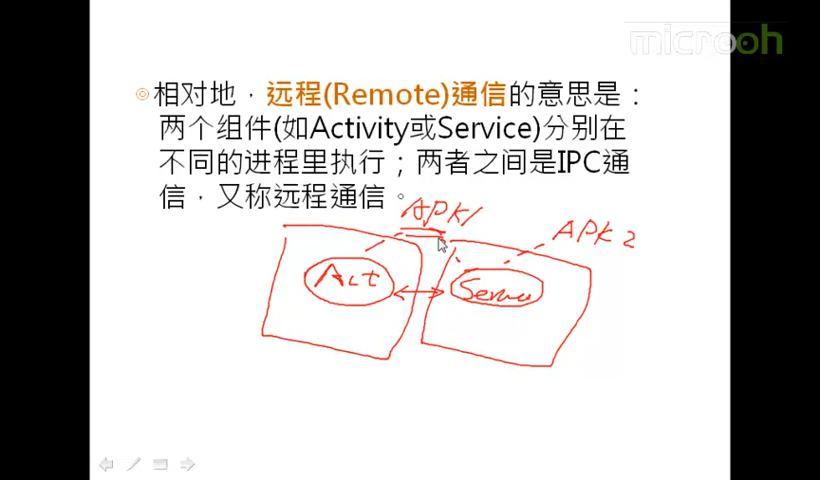 microoh
相对地，远程(Remote)通信的意思是：
两个组件(如Activity或Service)分别在
不同的进程里执行；两者之间是IPC通
信，又称远程通信。
APK1
APK2
Act